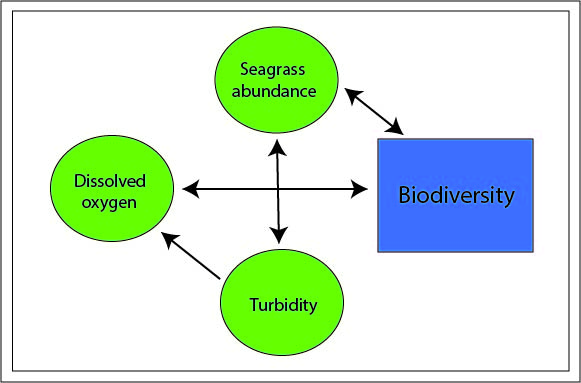 Seagrass
abundance
Dissolved
oxygen
Biodiversity
Turbidity